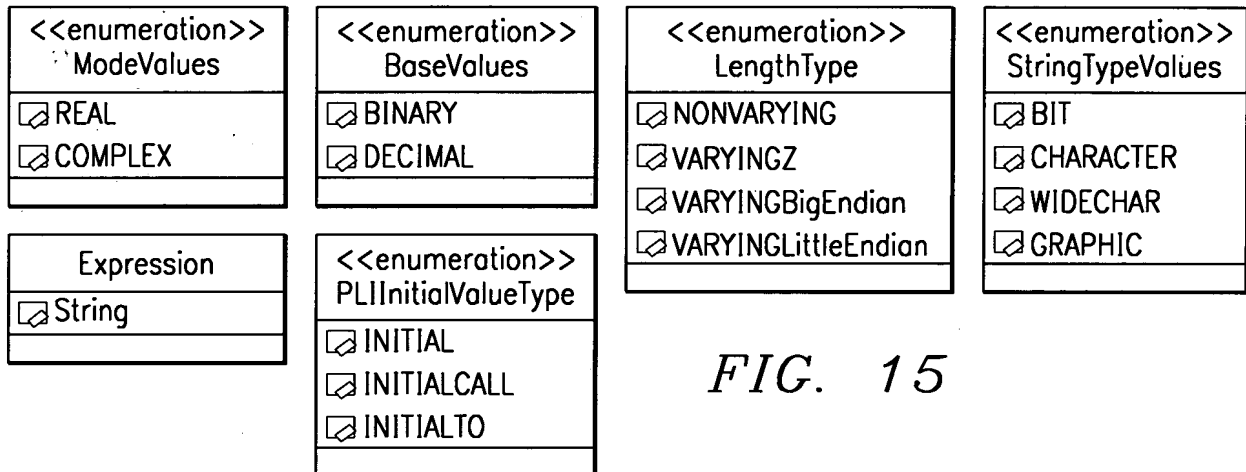 <<enumeration>>
ModeValues
REAL
COMPLEX
<<enumeration>>
BaseValues
BINARY
DECIMAL
<<enumeration>>
LengthType
NONVARYING
VARYINGZ
VARYINGBigEndian
VARYINGLittleEndian
<<enumeration>>
StringTypeValues
BIT
CHARACTER
WIDECHAR
GRAPHIC
Expression
String
<<enumeration>>
PLIInitialValueType
INITIAL
INITIALCALL
INITIALTO
FIG. 15